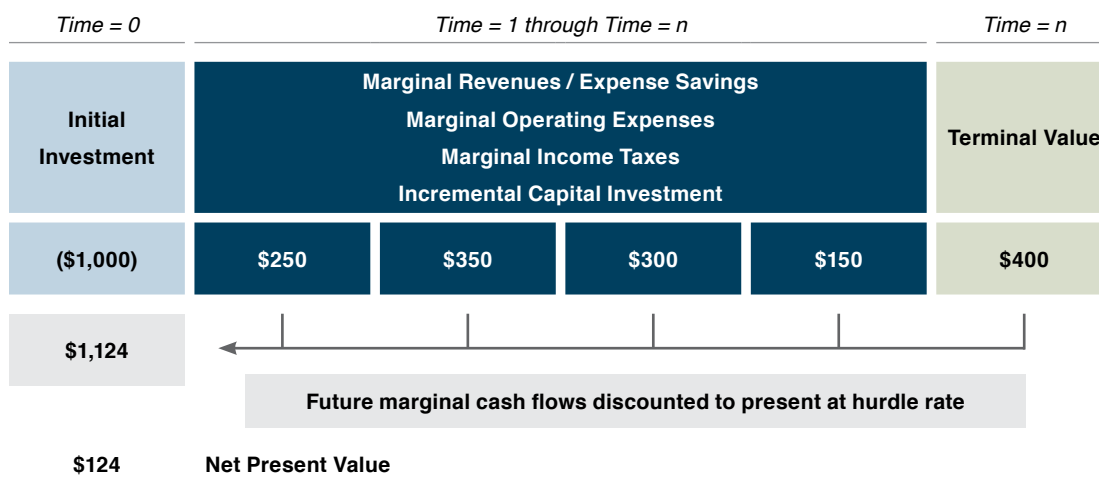 Time = 0
Time = 1 through Time = n
Time = n
Initial
Investment
Marginal Revenues / Expense Savings
Marginal Operating Expenses
Marginal Income Taxes
Incremental Capital Investment
Terminal Value
($1,000)
$250
$350
$300
$150
$400
$1,124
Future marginal cash flows discounted to present at hurdle rate
$124
Net Present Value